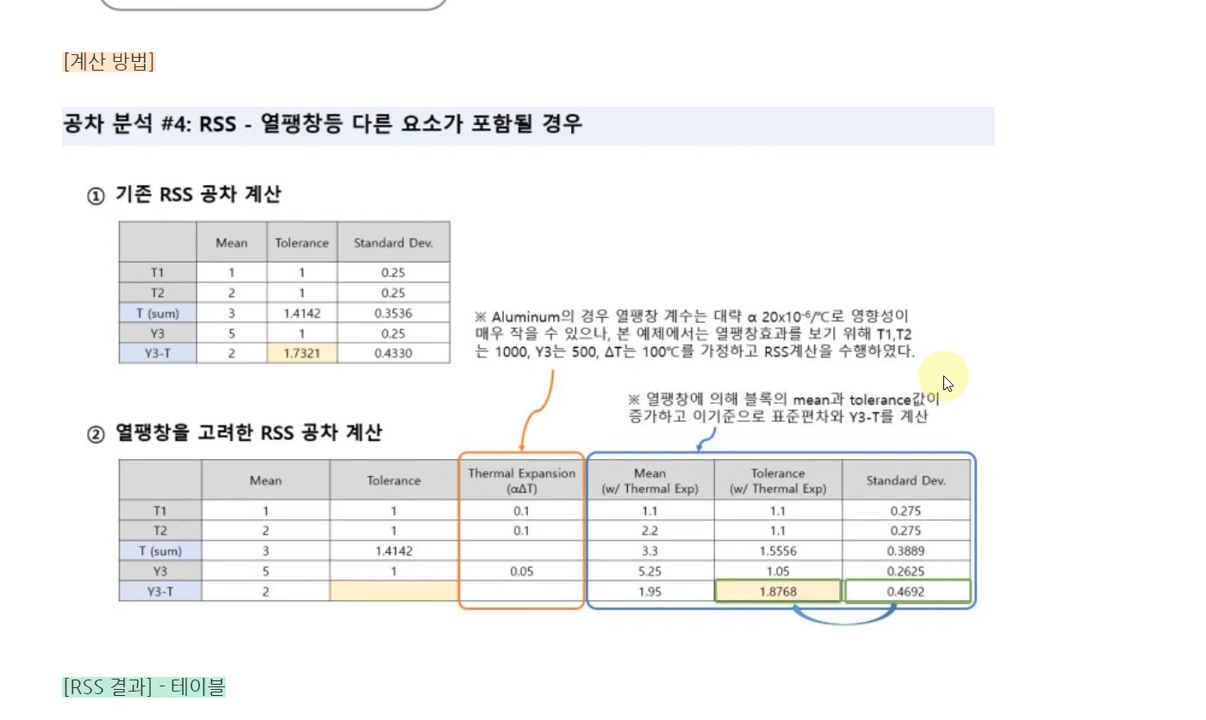 [계산 방법]
공차 분석 #4: RSS - 열팽창등 다른 요소가 포함될 경우
① 기존 RSS 공차 계산
Mean Tolerance Standard Dev.
T1 1 1 0.25
T2 2 1 0.25
T (sum) 3 1.4142 0.3536
Y3 5 1 0.25
Y3-T 2 1.7321 0.4330
※ Aluminum의 경우 열팽창 계수는 대략 α 20x10⁻⁶/℃로 영향성이
매우 작을 수 있으나, 본 예제에서는 열팽창효과를 보기 위해 T1,T2
는 1000, Y3는 500, ΔT는 100℃를 가정하고 RSS계산을 수행하였다.
※ 열팽창에 의해 블록의 mean과 tolerance값이
증가하고 이기준으로 표준편차와 Y3-T를 계산
② 열팽창을 고려한 RSS 공차 계산
Mean Tolerance Thermal Expansion (αΔT) Mean (w/ Thermal Exp) Tolerance (w/ Thermal Exp) Standard Dev.
T1 1 1 0.1 1.1 1.1 0.275
T2 2 1 0.1 2.2 1.1 0.275
T (sum) 3 1.4142 3.3 1.5556 0.3889
Y3 5 1 0.05 5.25 1.05 0.2625
Y3-T 2 1.95 1.8768 0.4692
[RSS 결과] - 테이블